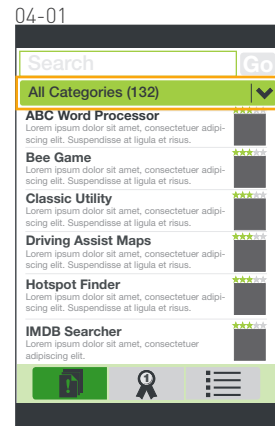 04-01
Search Go
All Categories (132)
ABC Word Processor
Lorem ipsum dolor sit amet, consectetuer adipi-
scing elit. Suspendisse at ligula et risus.
Bee Game
Lorem ipsum dolor sit amet, consectetuer adipi-
scing elit. Suspendisse at ligula et risus.
Classic Utility
Lorem ipsum dolor sit amet, consectetuer adipi-
scing elit. Suspendisse at ligula et risus.
Driving Assist Maps
Lorem ipsum dolor sit amet, consectetuer adipi-
scing elit. Suspendisse at ligula et risus.
Hotspot Finder
Lorem ipsum dolor sit amet, consectetuer adipi-
scing elit. Suspendisse at ligula et risus.
IMDB Searcher
Lorem ipsum dolor sit amet, consectetuer
adipiscing elit.
! 1